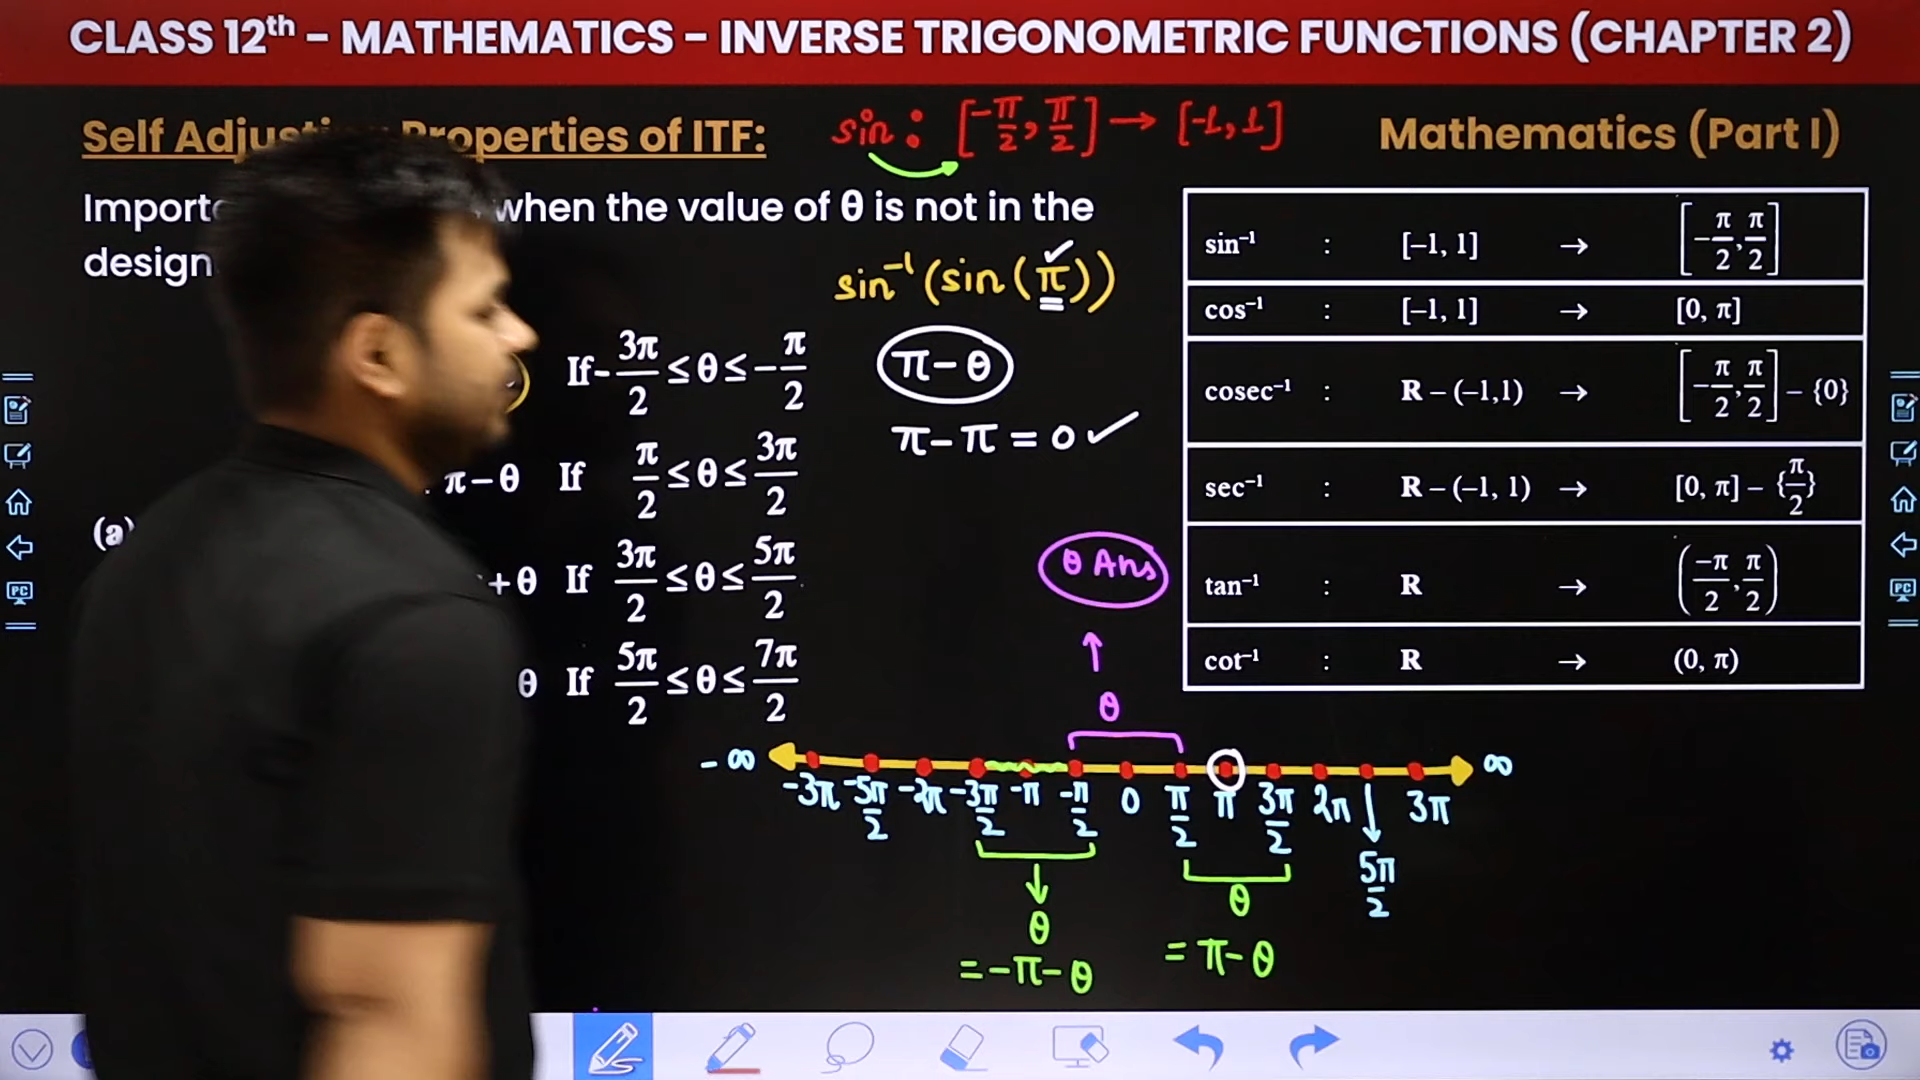 CLASS 12th – MATHEMATICS – INVERSE TRIGONOMETRIC FUNCTIONS (CHAPTER 2)
Properties of ITF:
sin : [-π/2, π/2] → [-1, 1]
Mathematics (Part I)
when the value of θ is not in the
sin⁻¹(sin(π)) ✓
If -3π/2 ≤ θ ≤ -π/2
π – θ
π – π = 0 ✓
π – θ If π/2 ≤ θ ≤ 3π/2
(a)
+ θ If 3π/2 ≤ θ ≤ 5π/2
θ If 5π/2 ≤ θ ≤ 7π/2
sin⁻¹ : [–1, 1] → [-π/2, π/2]
cos⁻¹ : [–1, 1] → [0, π]
cosec⁻¹ : R – (–1,1) → [-π/2, π/2] – {0}
sec⁻¹ : R – (–1, 1) → [0, π] – {π/2}
tan⁻¹ : R → (-π/2, π/2)
cot⁻¹ : R → (0, π)
θ Ans
↑
θ
-∞ ∞
-3π -5π/2 -2π -3π/2 -π -π/2 0 π/2 π 3π/2 2π ↓ 3π
5π/2
↓
θ
= -π - θ
θ
= π - θ
PC
PC